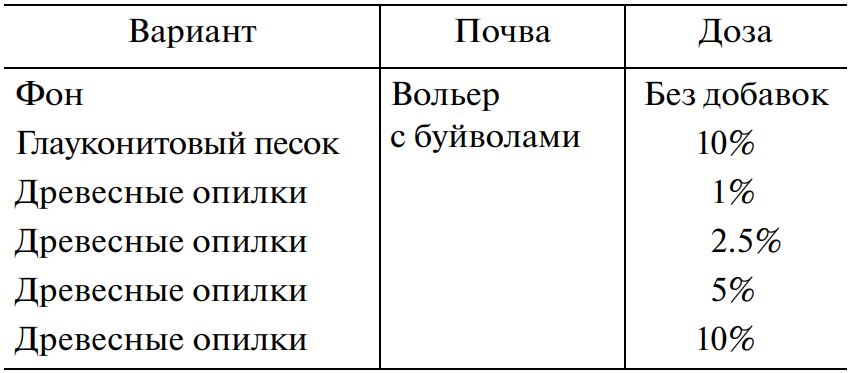 Вариант Почва Доза
Фон Вольер Без добавок
Глауконитовый песок с буйволами 10%
Древесные опилки 1%
Древесные опилки 2.5%
Древесные опилки 5%
Древесные опилки 10%